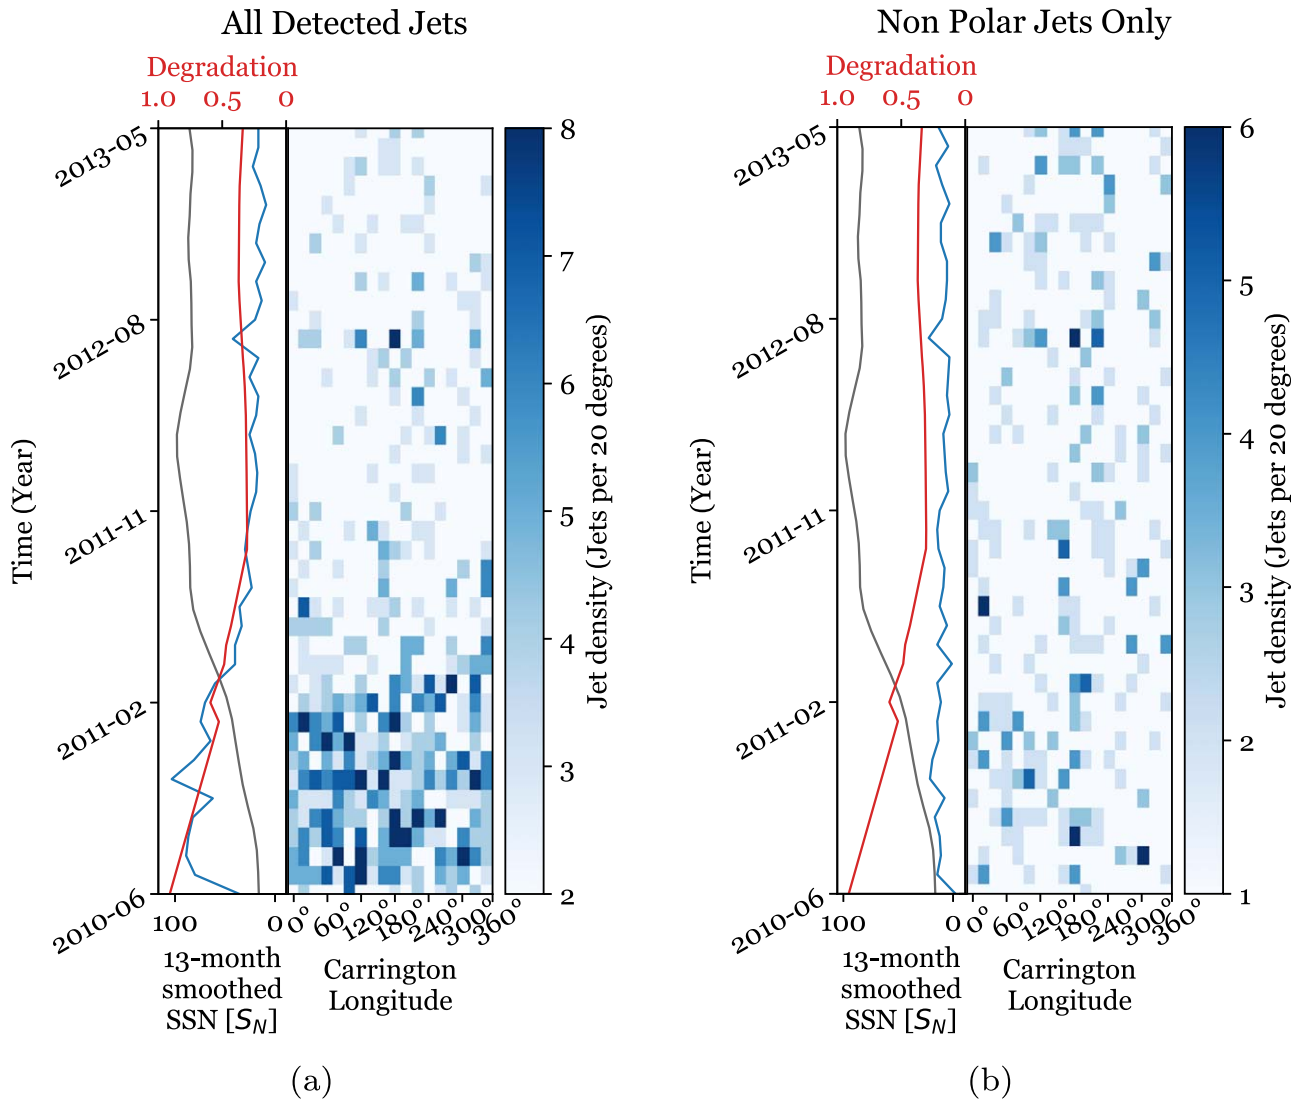 All Detected Jets
Degradation
1.0 0.5 0
2013-05
2012-08
2011-11
2011-02
2010-06
Time (Year)
100 0
13-month
smoothed
SSN [S_N]
0° 60° 120° 180° 240° 300° 360°
Carrington
Longitude
8
7
6
5
4
3
2
Jet density (Jets per 20 degrees)
(a)
Non Polar Jets Only
Degradation
1.0 0.5 0
2013-05
2012-08
2011-11
2011-02
2010-06
Time (Year)
100 0
13-month
smoothed
SSN [S_N]
0° 60° 120° 180° 240° 300° 360°
Carrington
Longitude
6
5
4
3
2
1
Jet density (Jets per 20 degrees)
(b)